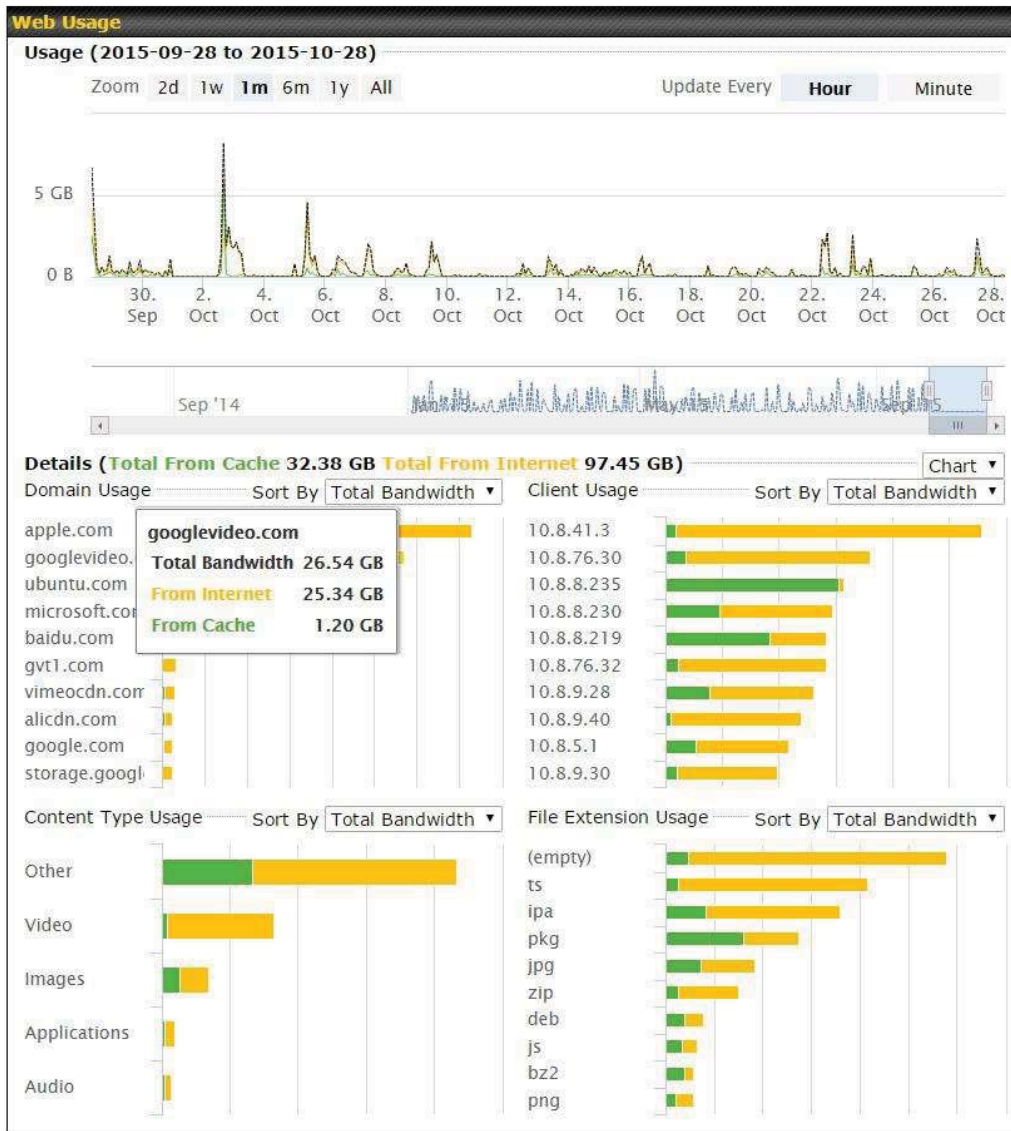 Web Usage
Usage (2015-09-28 to 2015-10-28)
Zoom 2d 1w 1m 6m 1y All Update Every Hour Minute
5 GB
0 B
30. 2. 4. 6. 8. 10. 12. 14. 16. 18. 20. 22. 24. 26. 28.
Sep Oct Oct Oct Oct Oct Oct Oct Oct Oct Oct Oct Oct Oct Oct
Sep '14
Details (Total From Cache 32.38 GB Total From Internet 97.45 GB) Chart
Domain Usage Sort By Total Bandwidth
apple.com
googlevideo.
ubuntu.com
microsoft.com
baidu.com
gvt1.com
vimeocdn.com
alicdn.com
google.com
storage.googl
googlevideo.com
Total Bandwidth 26.54 GB
From Internet 25.34 GB
From Cache 1.20 GB
Client Usage Sort By Total Bandwidth
10.8.41.3
10.8.76.30
10.8.8.235
10.8.8.230
10.8.8.219
10.8.76.32
10.8.9.28
10.8.9.40
10.8.5.1
10.8.9.30
Content Type Usage Sort By Total Bandwidth
Other
Video
Images
Applications
Audio
File Extension Usage Sort By Total Bandwidth
(empty)
ts
ipa
pkg
jpg
zip
deb
js
bz2
png